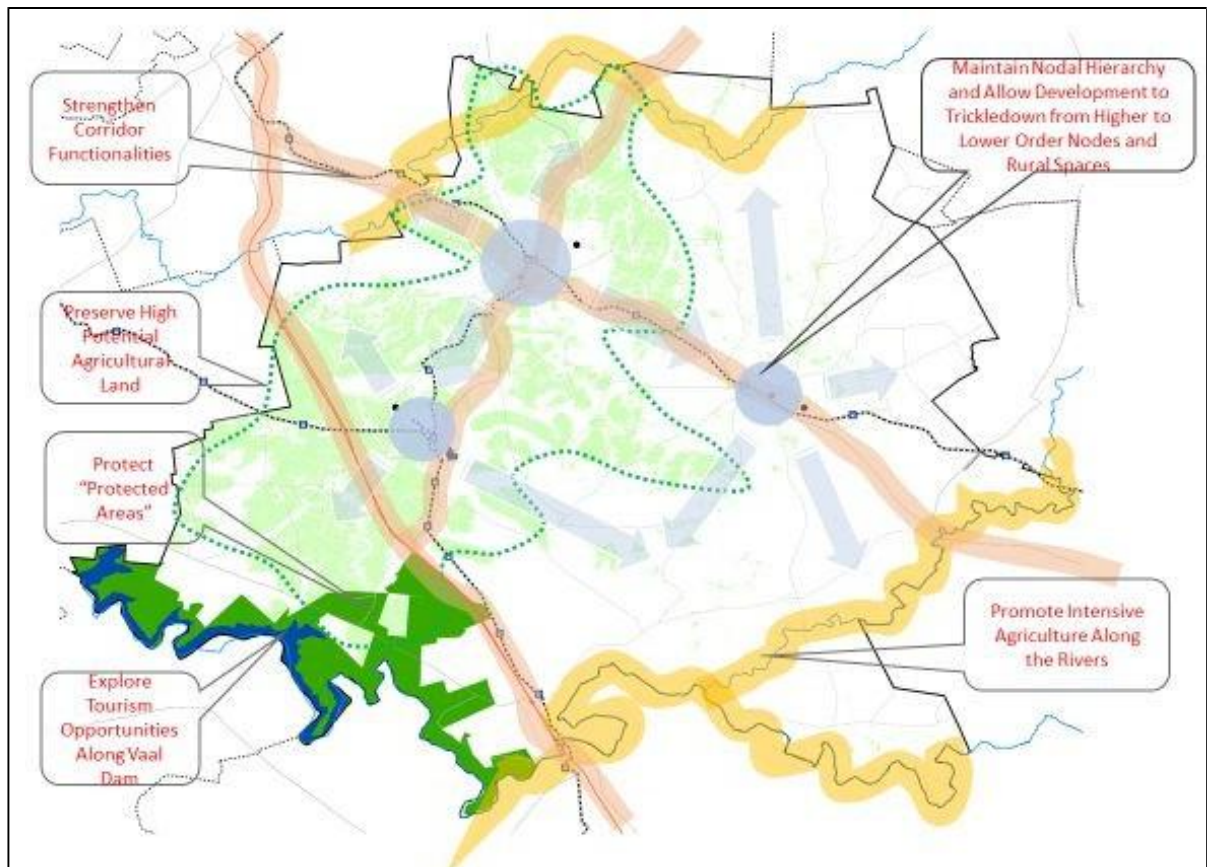 Strengthen
Corridor
Functionalities
Maintain Nodal Hierarchy
and Allow Development to
Trickledown from Higher to
Lower Order Nodes and
Rural Spaces
Preserve High
Potential
Agricultural
Land
Protect
"Protected
Areas"
Explore
Tourism
Opportunities
Along Vaal
Dam
Promote Intensive
Agriculture Along
the Rivers